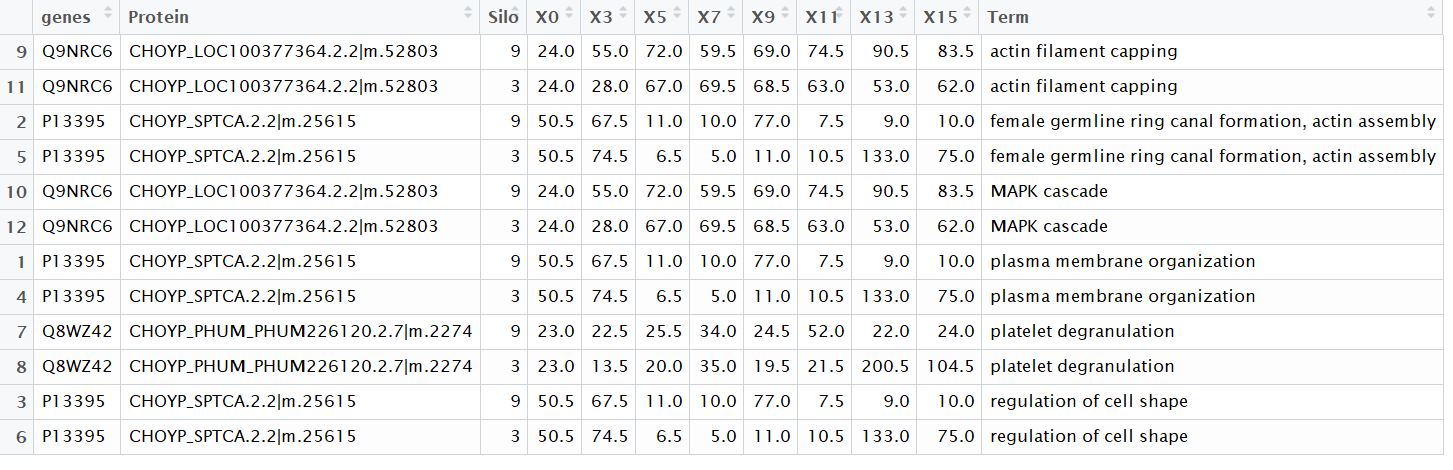 genes Protein Silo X0 X3 X5 X7 X9 X11 X13 X15 Term
9 Q9NRC6 CHOYP_LOC100377364.2.2|m.52803 9 24.0 55.0 72.0 59.5 69.0 74.5 90.5 83.5 actin filament capping
11 Q9NRC6 CHOYP_LOC100377364.2.2|m.52803 3 24.0 28.0 67.0 69.5 68.5 63.0 53.0 62.0 actin filament capping
2 P13395 CHOYP_SPTCA.2.2|m.25615 9 50.5 67.5 11.0 10.0 77.0 7.5 9.0 10.0 female germline ring canal formation, actin assembly
5 P13395 CHOYP_SPTCA.2.2|m.25615 3 50.5 74.5 6.5 5.0 11.0 10.5 133.0 75.0 female germline ring canal formation, actin assembly
10 Q9NRC6 CHOYP_LOC100377364.2.2|m.52803 9 24.0 55.0 72.0 59.5 69.0 74.5 90.5 83.5 MAPK cascade
12 Q9NRC6 CHOYP_LOC100377364.2.2|m.52803 3 24.0 28.0 67.0 69.5 68.5 63.0 53.0 62.0 MAPK cascade
1 P13395 CHOYP_SPTCA.2.2|m.25615 9 50.5 67.5 11.0 10.0 77.0 7.5 9.0 10.0 plasma membrane organization
4 P13395 CHOYP_SPTCA.2.2|m.25615 3 50.5 74.5 6.5 5.0 11.0 10.5 133.0 75.0 plasma membrane organization
7 Q8WZ42 CHOYP_PHUM_PHUM226120.2.7|m.2274 9 23.0 22.5 25.5 34.0 24.5 52.0 22.0 24.0 platelet degranulation
8 Q8WZ42 CHOYP_PHUM_PHUM226120.2.7|m.2274 3 23.0 13.5 20.0 35.0 19.5 21.5 200.5 104.5 platelet degranulation
3 P13395 CHOYP_SPTCA.2.2|m.25615 9 50.5 67.5 11.0 10.0 77.0 7.5 9.0 10.0 regulation of cell shape
6 P13395 CHOYP_SPTCA.2.2|m.25615 3 50.5 74.5 6.5 5.0 11.0 10.5 133.0 75.0 regulation of cell shape